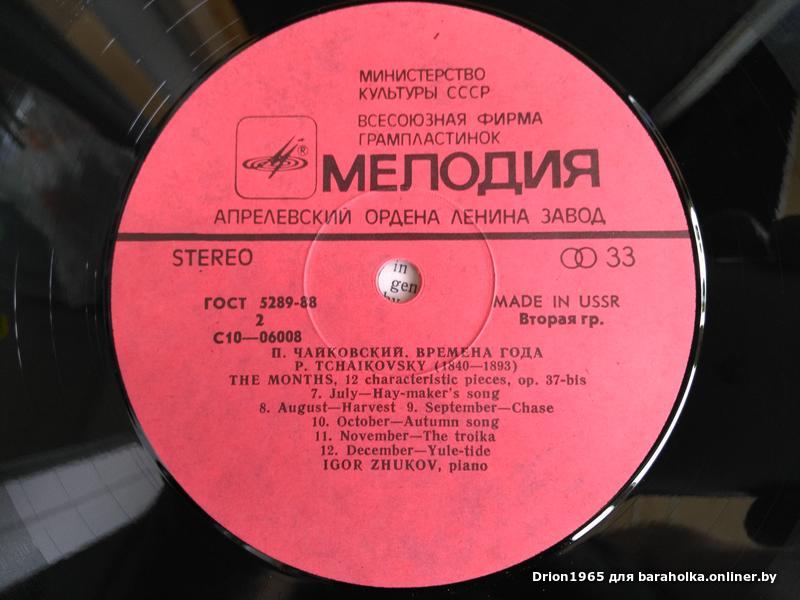 МИНИСТЕРСТВО
КУЛЬТУРЫ СССР
ВСЕСОЮЗНАЯ ФИРМА
ГРАМПЛАСТИНОК
®
МЕЛОДИЯ
АПРЕЛЕВСКИЙ ОРДЕНА ЛЕНИНА ЗАВОД
STEREO
33
in
gen
ГОСТ 5289-88
MADE IN USSR
2
Вторая гр.
С10—06008
П. ЧАЙКОВСКИЙ. ВРЕМЕНА ГОДА
P. TCHAIKOVSKY (1840—1893)
THE MONTHS, 12 characteristic pieces, op. 37-bis
7. July—Hay-maker's song
8. August—Harvest 9. September—Chase
10. October—Autumn song
11. November—The troika
12. December—Yule-tide
IGOR ZHUKOV, piano
Drion1965 для baraholka.onliner.by